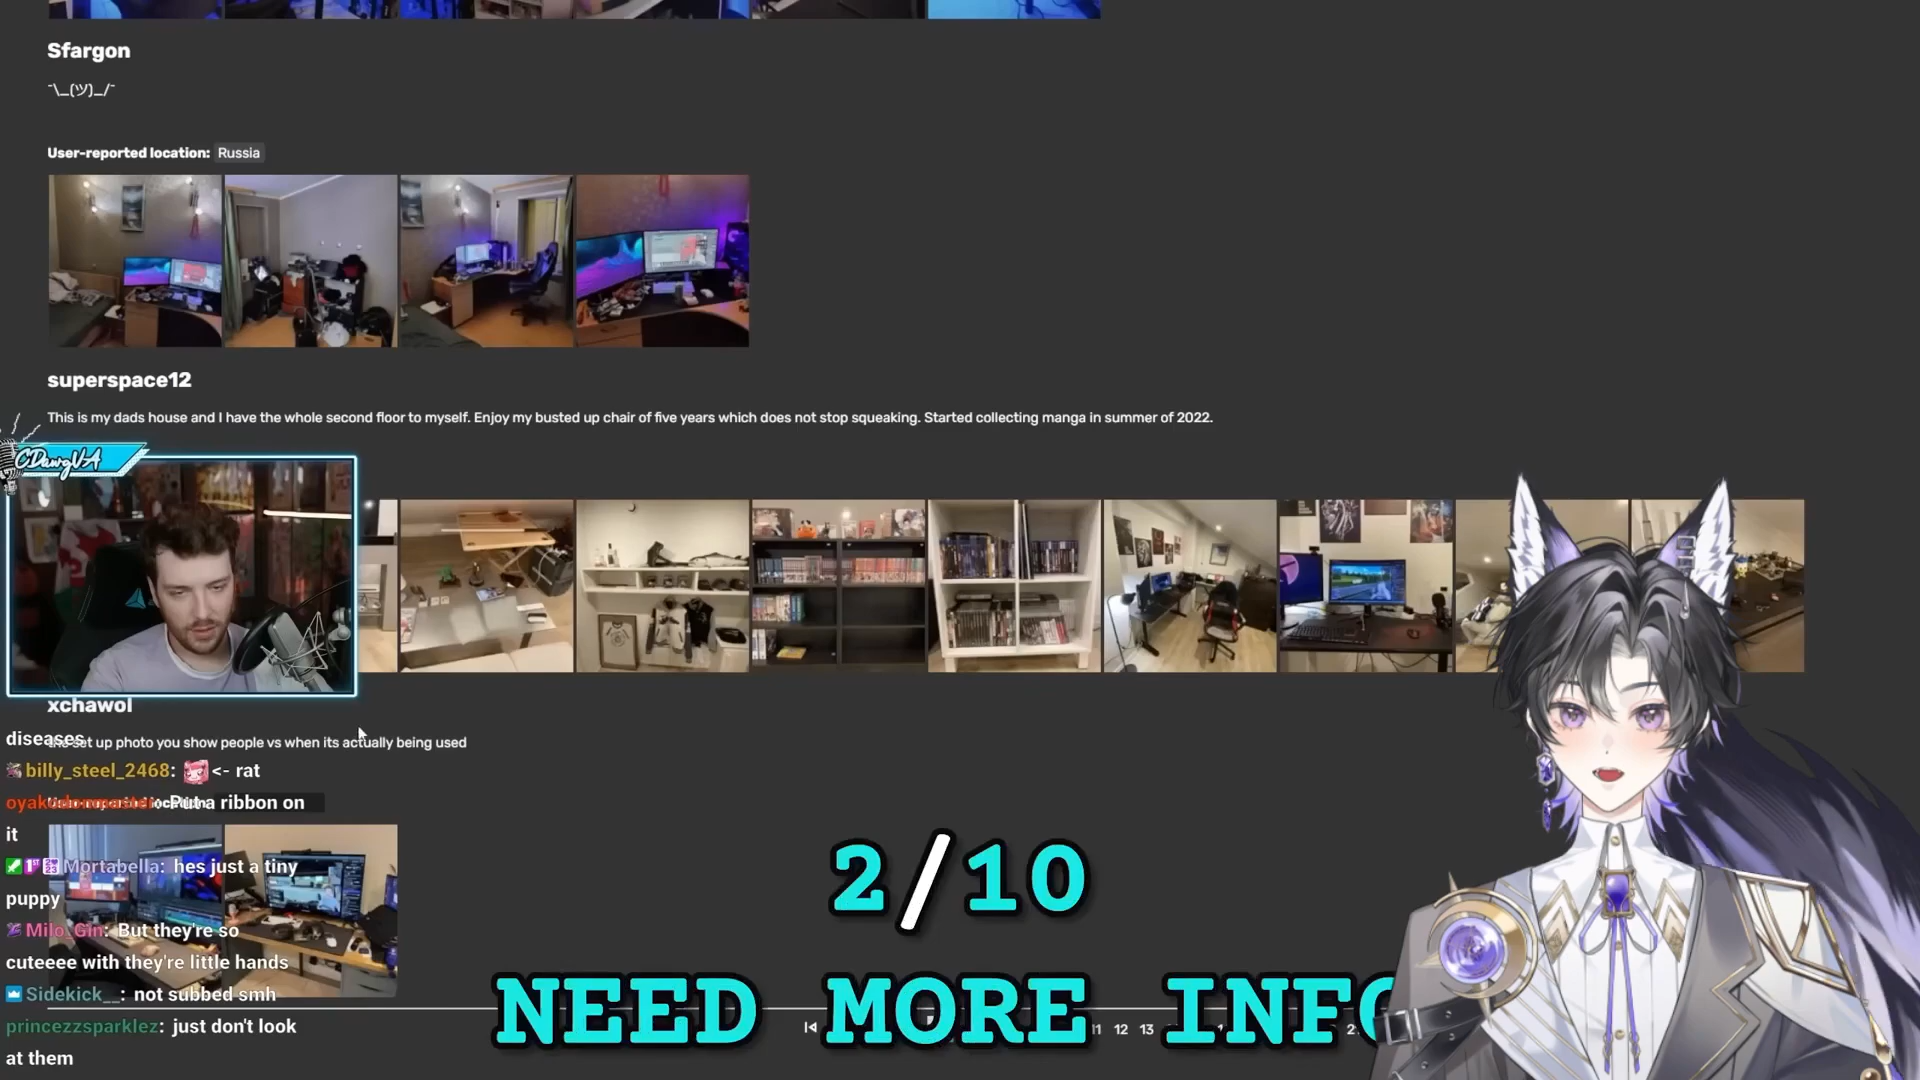 Sfargon
¯\_(ツ)_/¯
User-reported location: Russia
superspace12
This is my dads house and I have the whole second floor to myself. Enjoy my busted up chair of five years which does not stop squeaking. Started collecting manga in summer of 2022.
CDawgVA
xchawol
the set up photo you show people vs when its actually being used
diseases
billy_steel_2468: <- rat
Put a ribbon on
it
Mortabella: hes just a tiny
puppy
Milo_Gin: But they're so
cuteeee with they're little hands
Sidekick__: not subbed smh
princezzsparklez: just don't look
at them
2/10
NEED MORE INFO
11 12 13